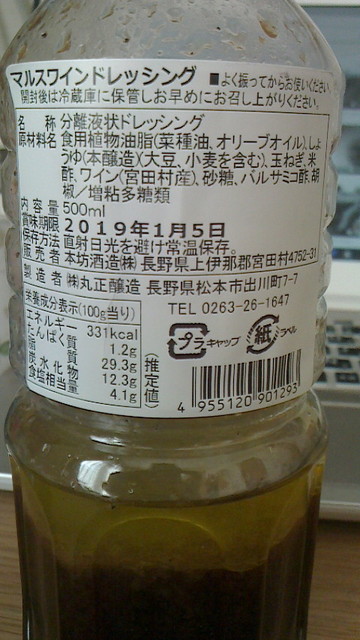 マルスワインドレッシング ■よく振ってからお使いください。
開封後は冷蔵庫に保管しお早めにお召し上がりください。
名称 分離液状ドレッシング
原材料名 食用植物油脂(菜種油、オリーブオイル)、しょ
うゆ(本醸造)(大豆、小麦を含む)、玉ねぎ、米
酢、ワイン(宮田村産)、砂糖、バルサミコ酢、胡
椒/増粘多糖類
内容量 500ml
賞味期限 2019年1月5日
保存方法 直射日光を避け常温保存。
販売者 本坊酒造㈱ 長野県上伊那郡宮田村4752-31
製造者 ㈱丸正醸造 長野県松本市出川町7-7
TEL 0263-26-1647
栄養成分表示(100g当り)
エネルギー 331kcal
たんぱく質 1.2g
脂質 29.3g
炭水化物 12.3g
食塩相当量 4.1g
(推定値)
プラ キャップ
紙 ラベル
4 955120 901293